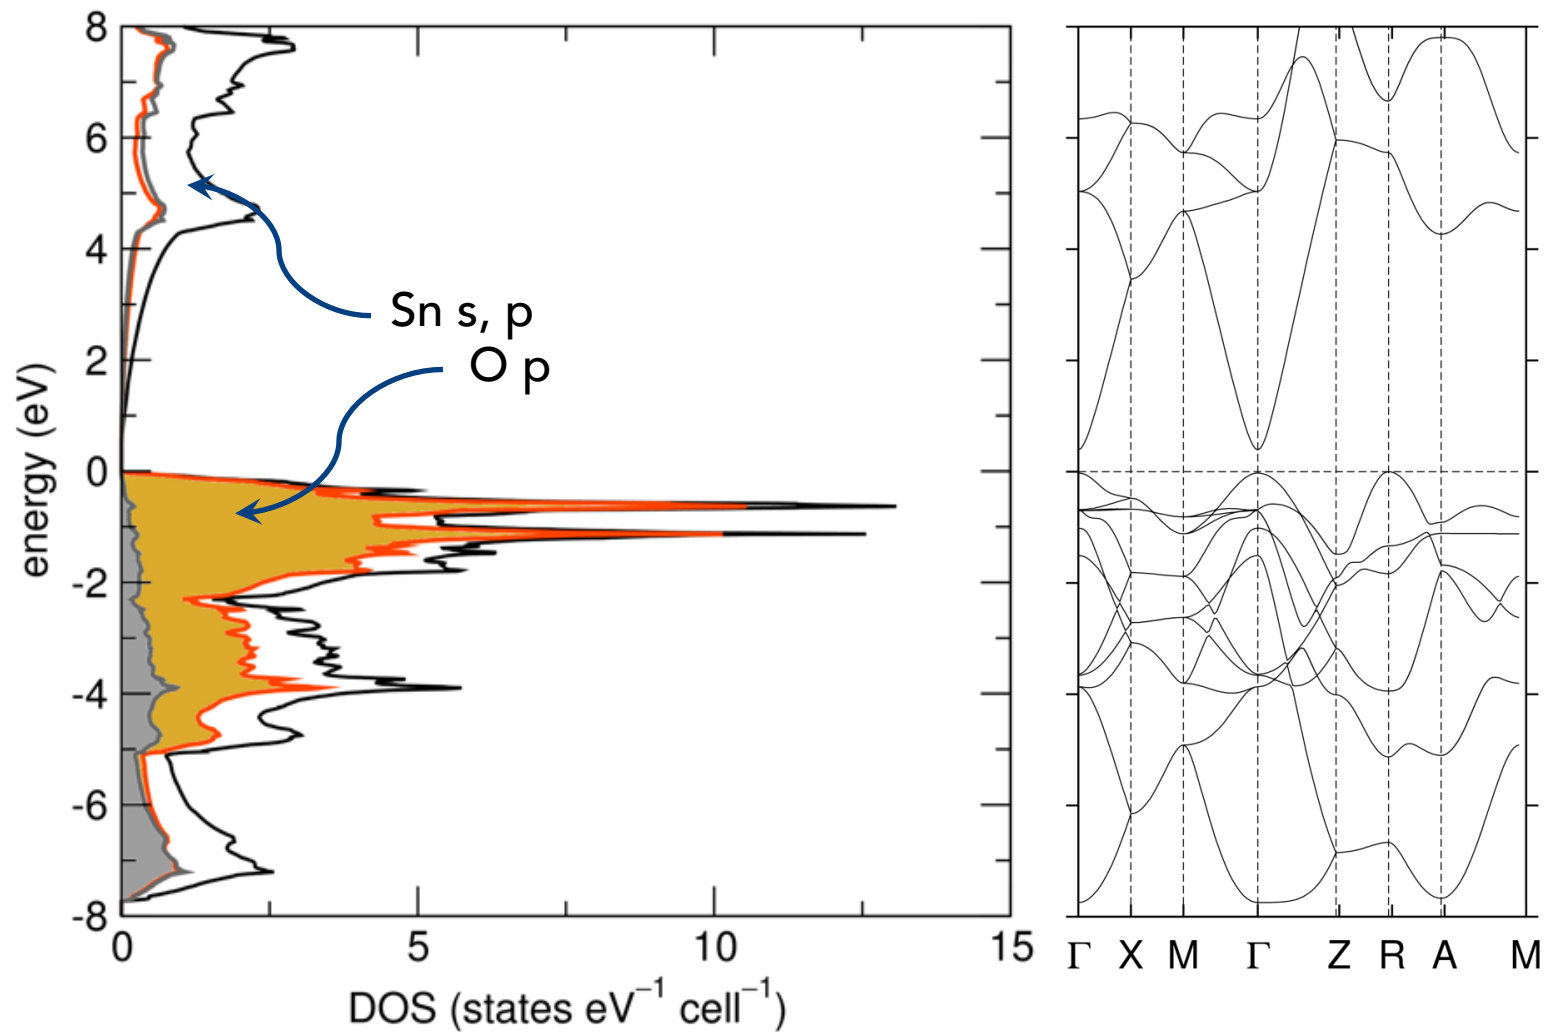 8
6
4
2
0
-2
-4
-6
-8
energy (eV)
Sn s, p
O p
0
5
10
15
DOS (states eV⁻¹ cell⁻¹)
Γ X M Γ Z R A M